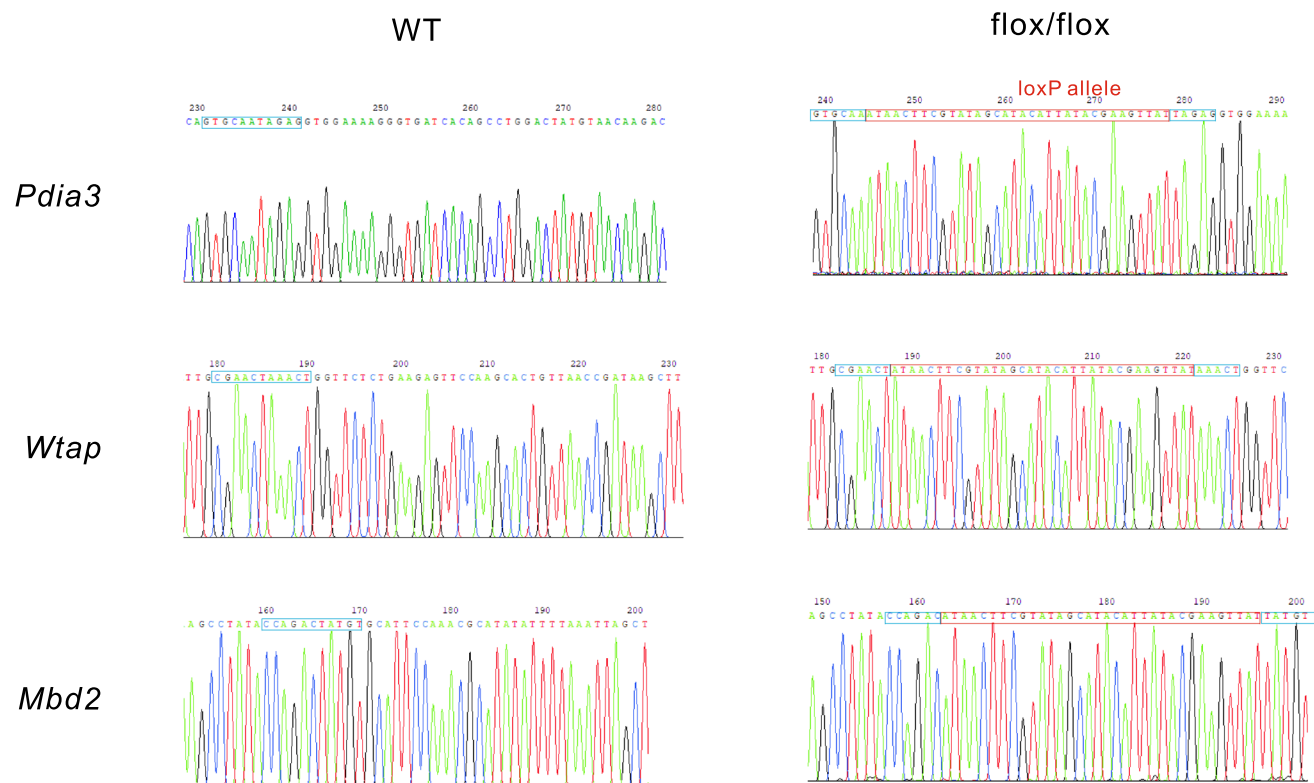 WT
flox/flox
loxP allele
Pdia3
230 240 250 260 270 280
CAGTGCAATAGAGGTGGAAAAGGGTGATCACAGCCTGGACTATGTAACAAGAC
240 250 260 270 280 290
GTGCAAATAACTTCGTATAGCATACATTATACGAAGTTATTAGAGGTGGAAAA
Wtap
180 190 200 210 220 230
TTGCGAACTAAACTGGTTCTCTGAAGAGTTCCAAGCACTGTTAACCGATAAGCTT
180 190 200 210 220 230
TTGCGAACTATAACTTCGTATAGCATACATTATACGAAGTTATAAACTGGTTC
Mbd2
160 170 180 190 200
AGCCTATACCAGACTATGTGCATTCCAAACGCATATATTTTAAATTAGCT
150 160 170 180 190 200
AGCCTATACCAGACATAACTTCGTATAGCATACATTATACGAAGTTATTATGT